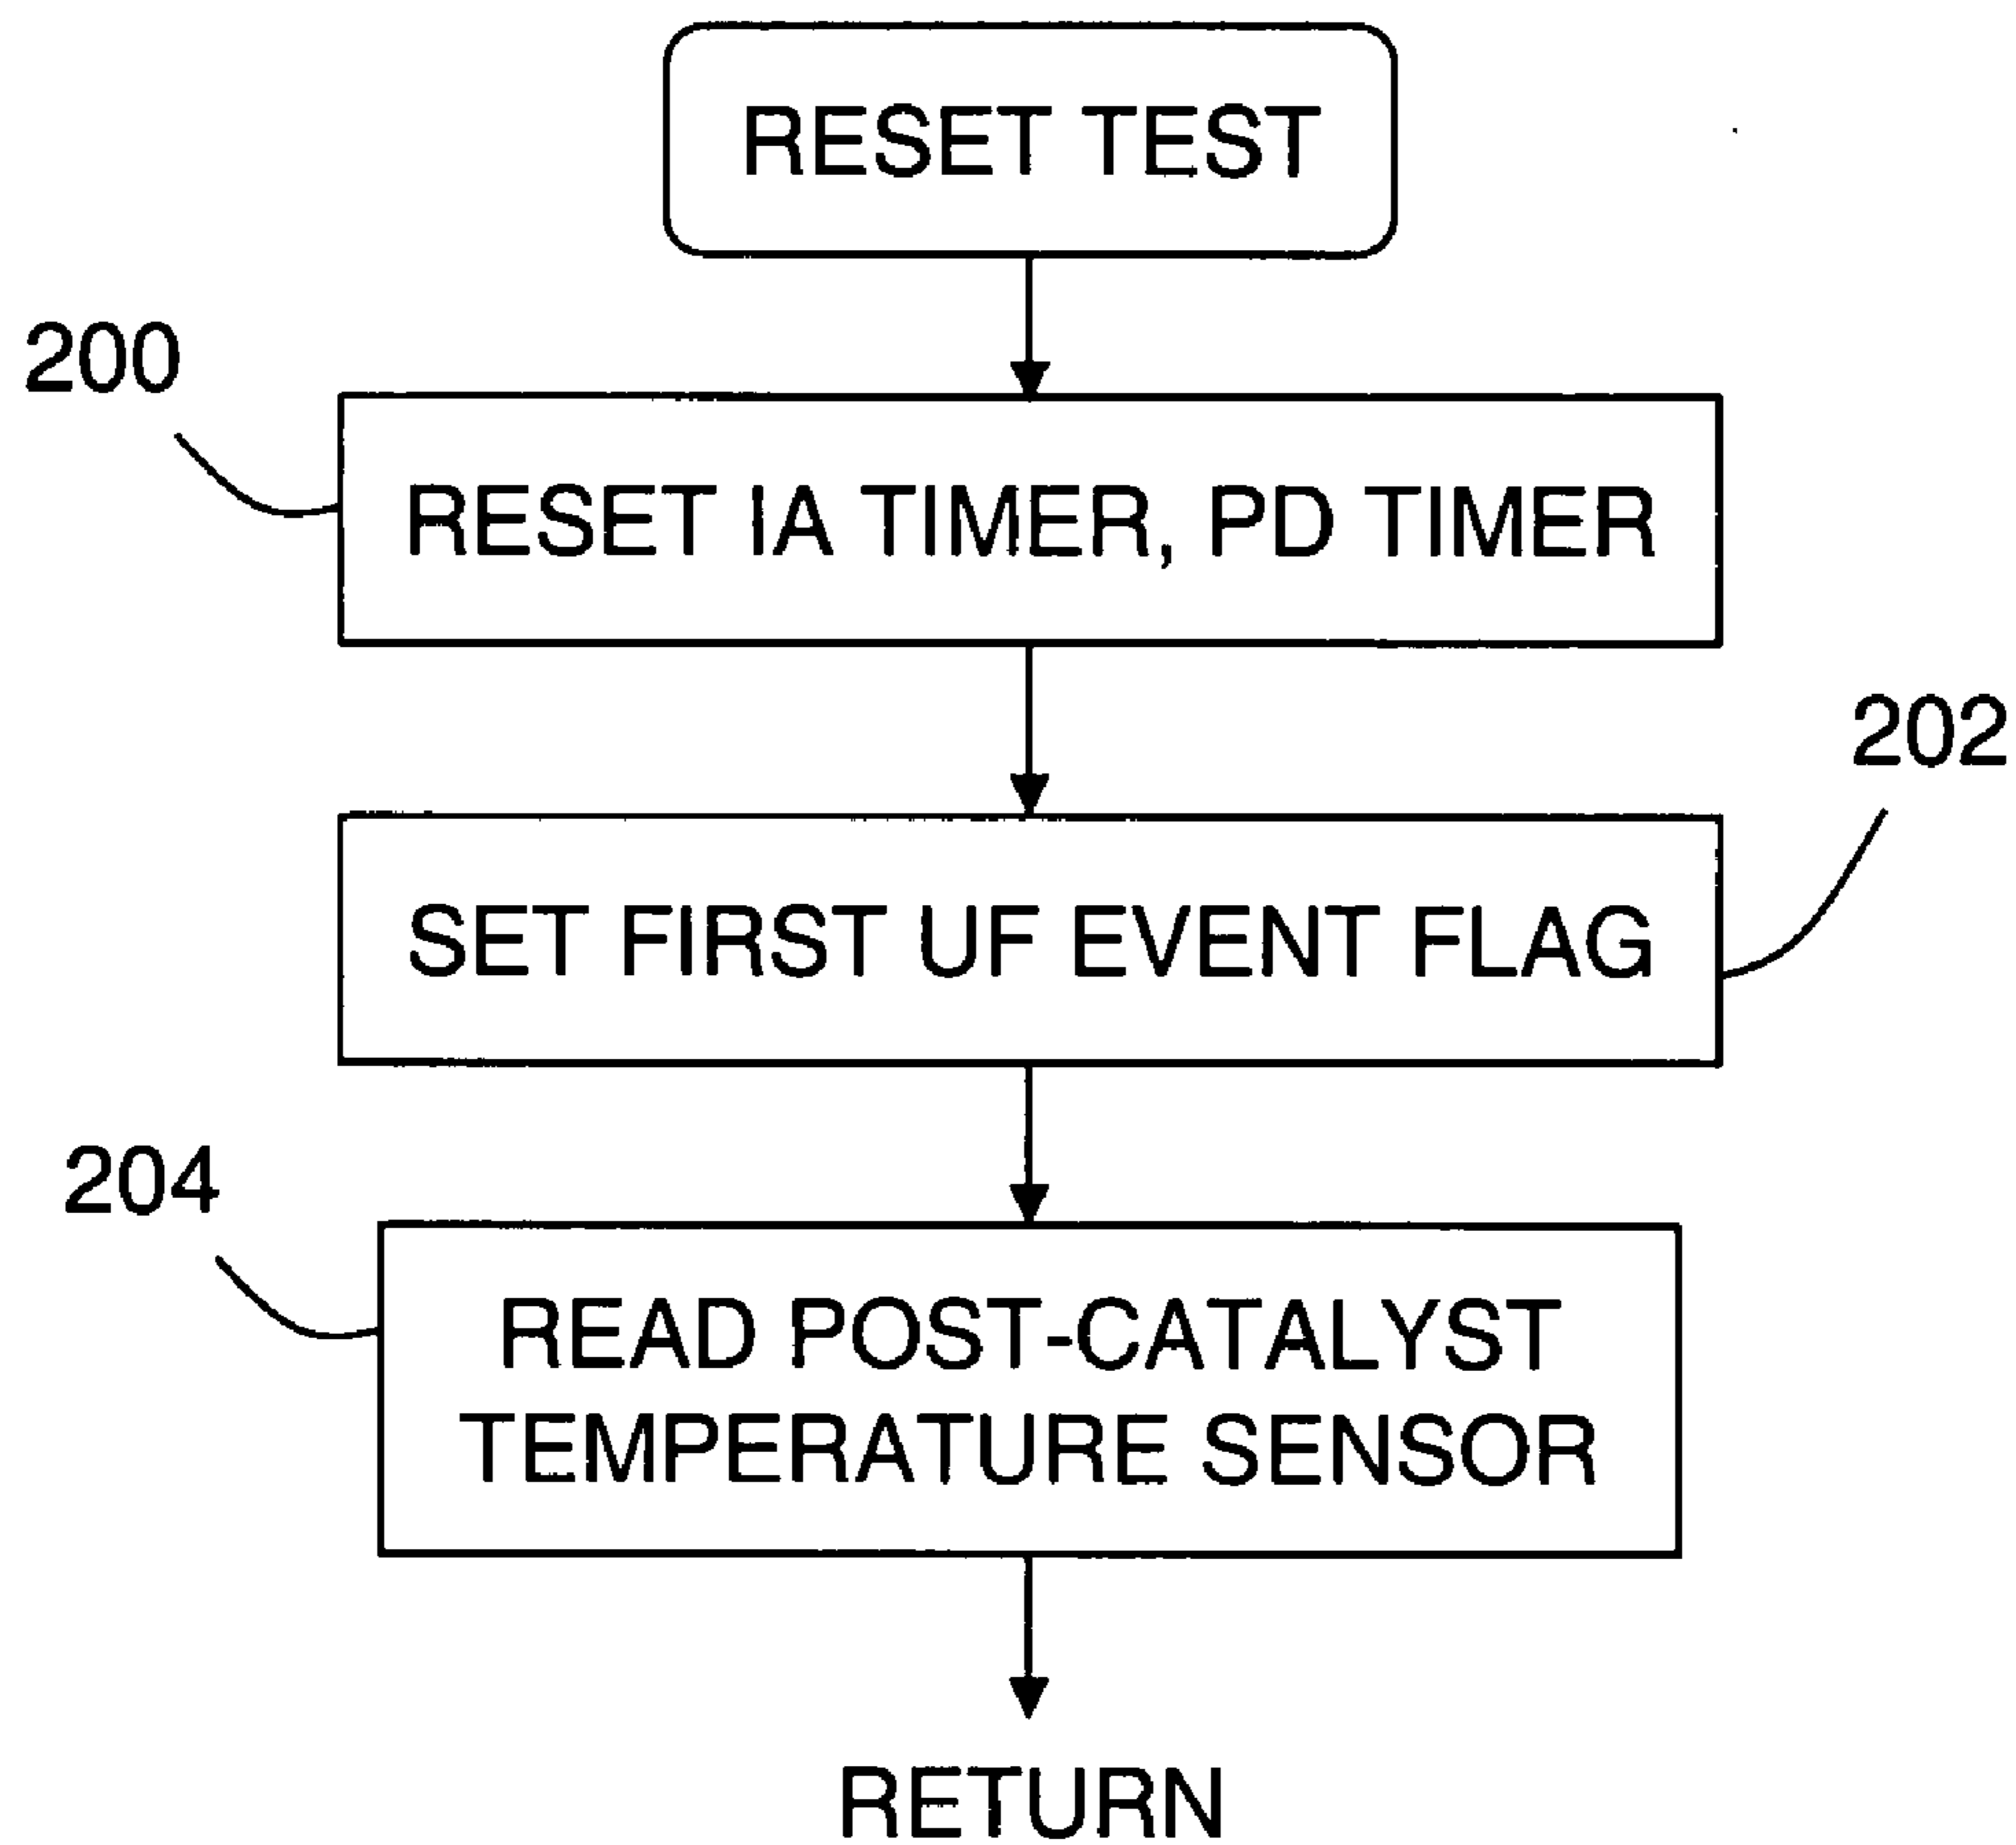 RESET TEST
200
RESET IA TIMER, PD TIMER
202
SET FIRST UF EVENT FLAG
204
READ POST-CATALYST
TEMPERATURE SENSOR
RETURN